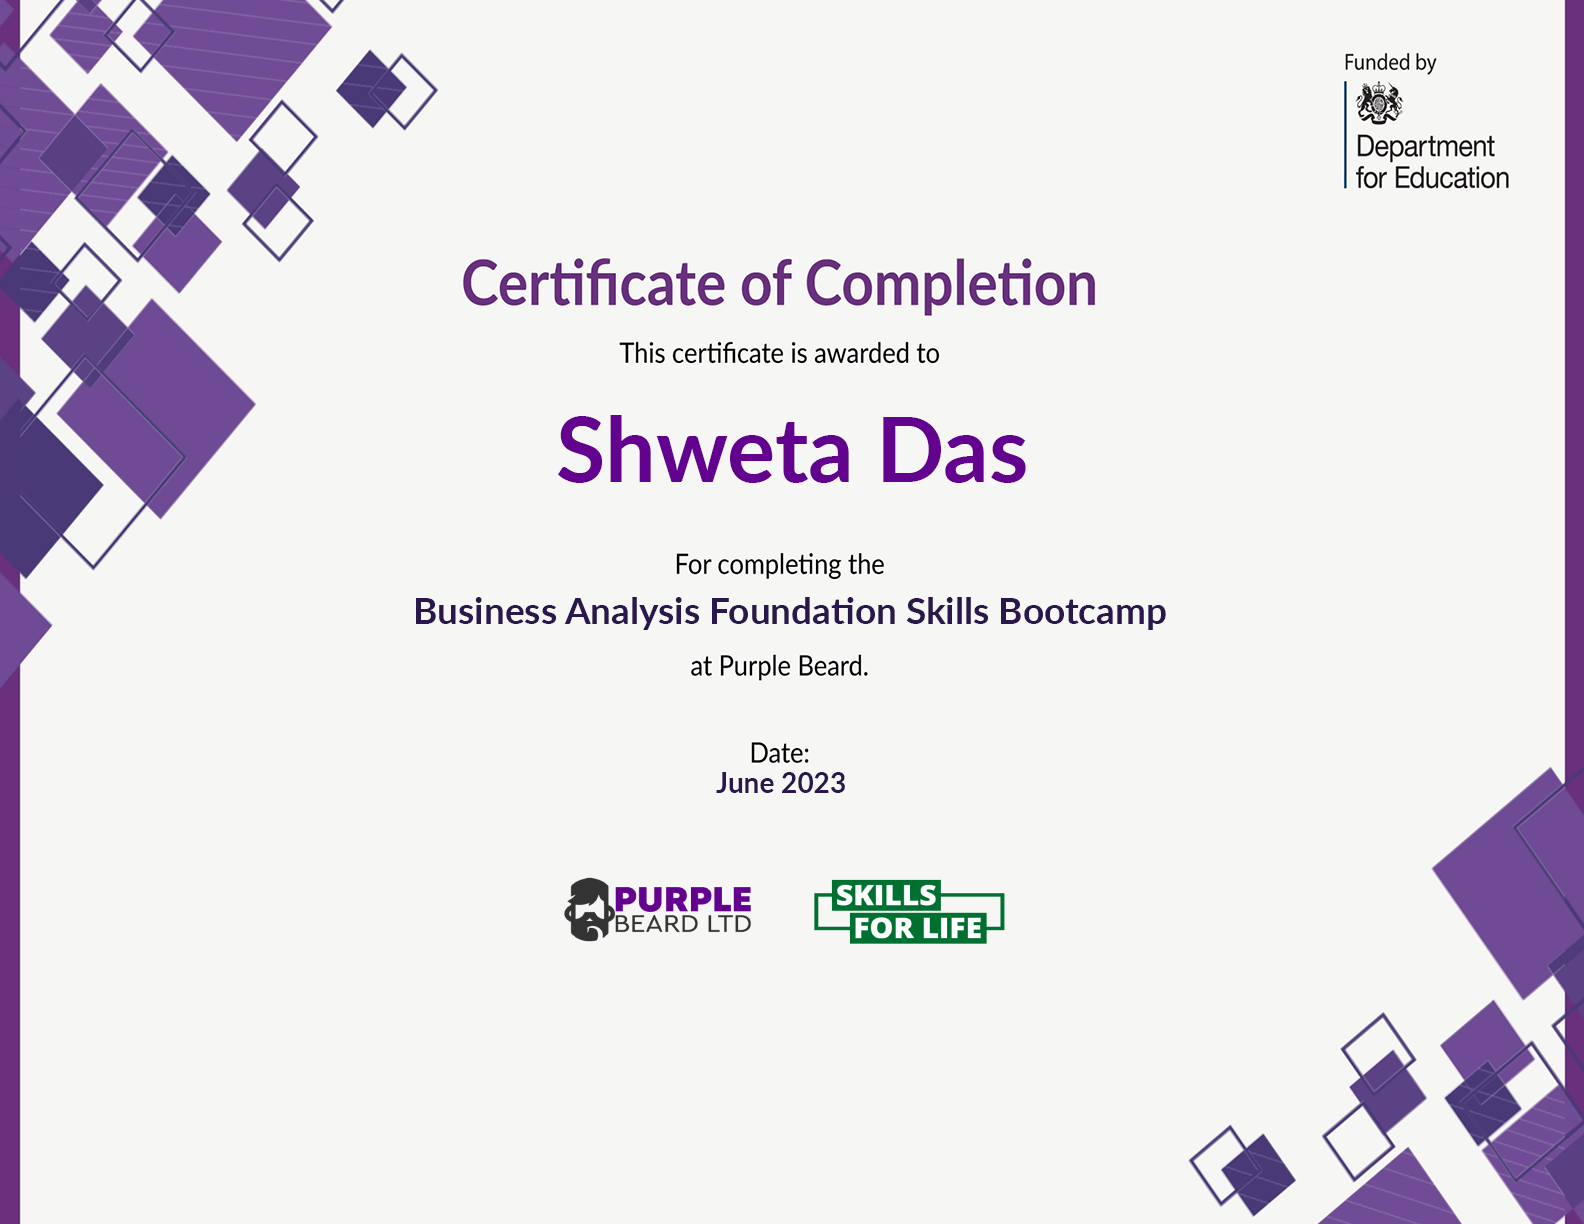 Funded by
Department
for Education
Certificate of Completion
This certificate is awarded to
Shweta Das
For completing the
Business Analysis Foundation Skills Bootcamp
at Purple Beard.
Date:
June 2023
PURPLE
BEARD LTD
SKILLS
FOR LIFE